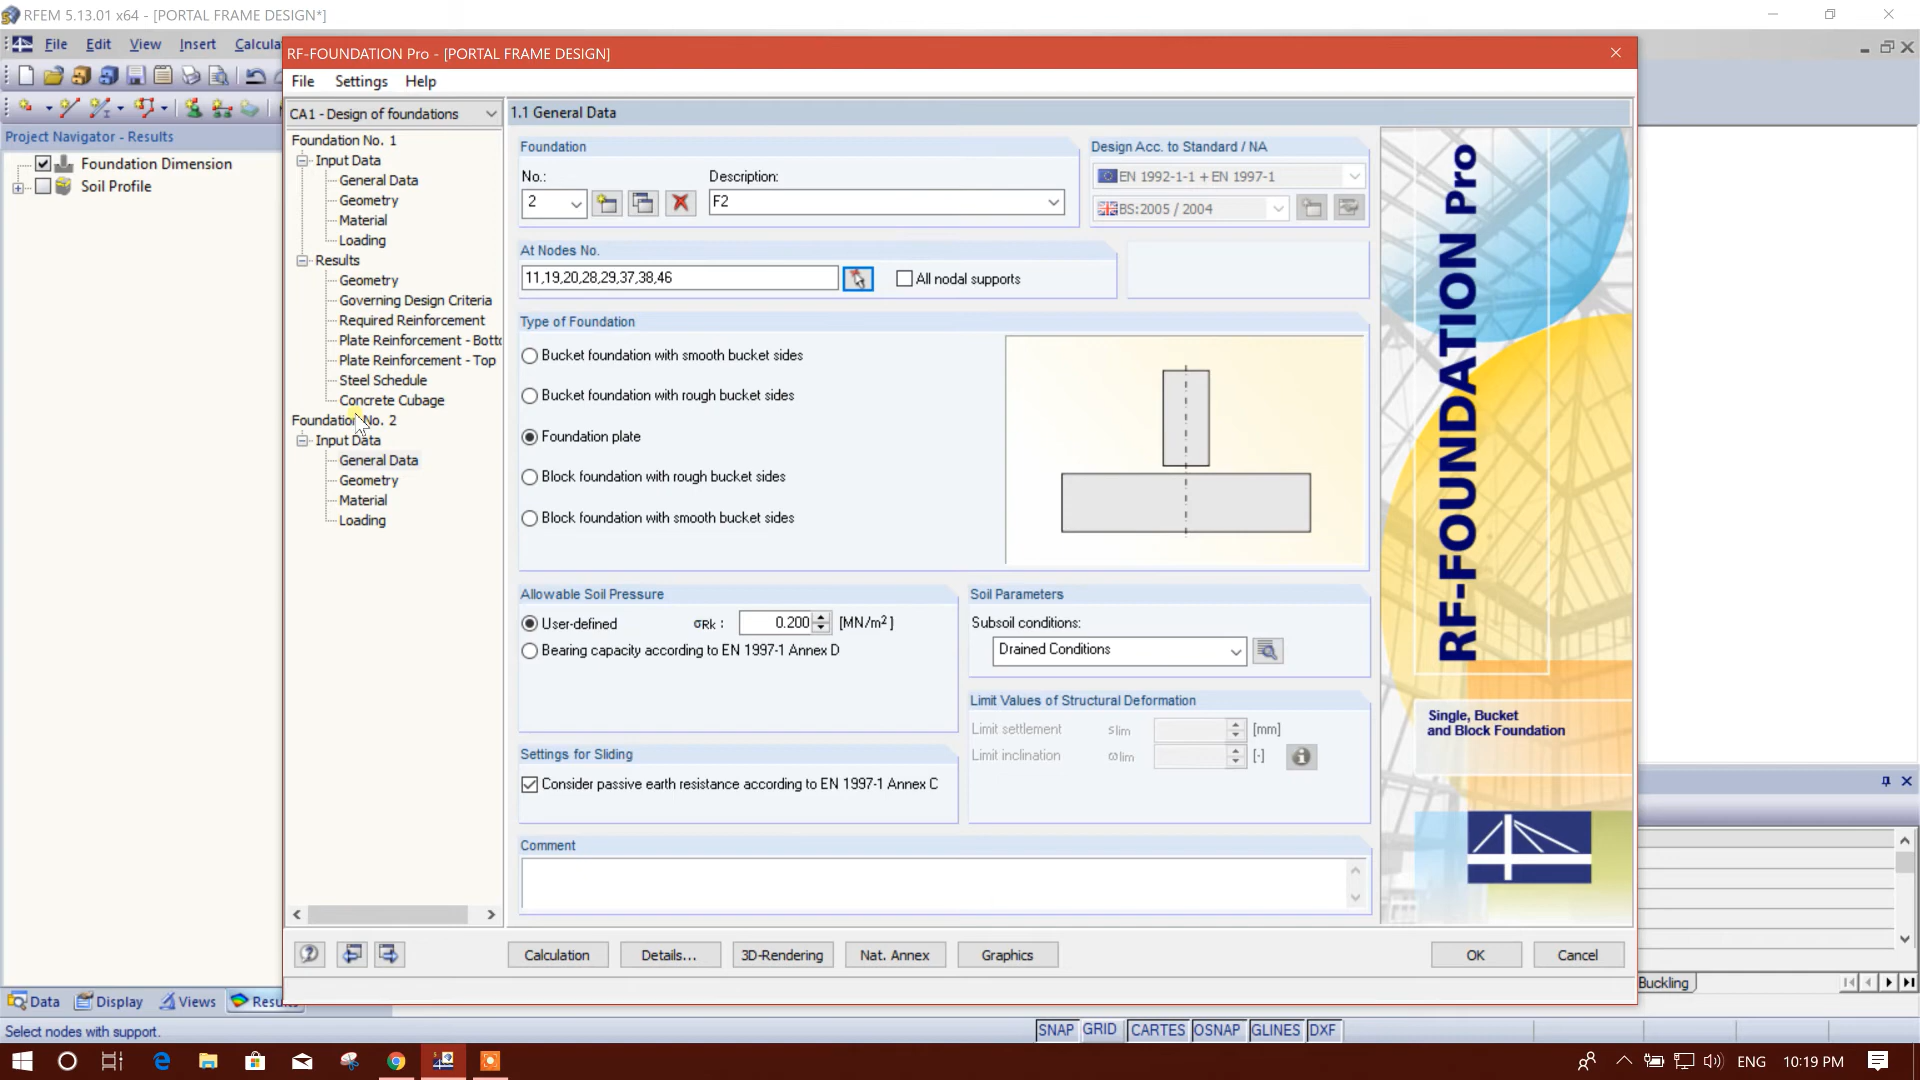 RFEM 5.13.01 x64 - [PORTAL FRAME DESIGN*]
File Edit View Insert Calcula
RF-FOUNDATION Pro - [PORTAL FRAME DESIGN]
File Settings Help
Project Navigator - Results
Foundation Dimension
Soil Profile
CA1 - Design of foundations
Foundation No. 1
Input Data
General Data
Geometry
Material
Loading
Results
Geometry
Governing Design Criteria
Required Reinforcement
Plate Reinforcement - Botto
Plate Reinforcement - Top
Steel Schedule
Concrete Cubage
Foundation No. 2
Input Data
General Data
Geometry
Material
Loading
1.1 General Data
Foundation
No.: Description:
2 F2
Design Acc. to Standard / NA
EN 1992-1-1 + EN 1997-1
BS:2005 / 2004
At Nodes No.
11,19,20,28,29,37,38,46
All nodal supports
Type of Foundation
Bucket foundation with smooth bucket sides
Bucket foundation with rough bucket sides
Foundation plate
Block foundation with rough bucket sides
Block foundation with smooth bucket sides
Allowable Soil Pressure
User-defined σRk : 0.200 [MN/m²]
Bearing capacity according to EN 1997-1 Annex D
Soil Parameters
Subsoil conditions:
Drained Conditions
Limit Values of Structural Deformation
Limit settlement slim [mm]
Limit inclination ωlim [-]
Settings for Sliding
Consider passive earth resistance according to EN 1997-1 Annex C
Comment
RF-FOUNDATION Pro
Single, Bucket
and Block Foundation
Calculation Details... 3D-Rendering Nat. Annex Graphics OK Cancel
Data Display Views Resu
Buckling
Select nodes with support.
SNAP GRID CARTES OSNAP GLINES DXF
ENG 10:19 PM